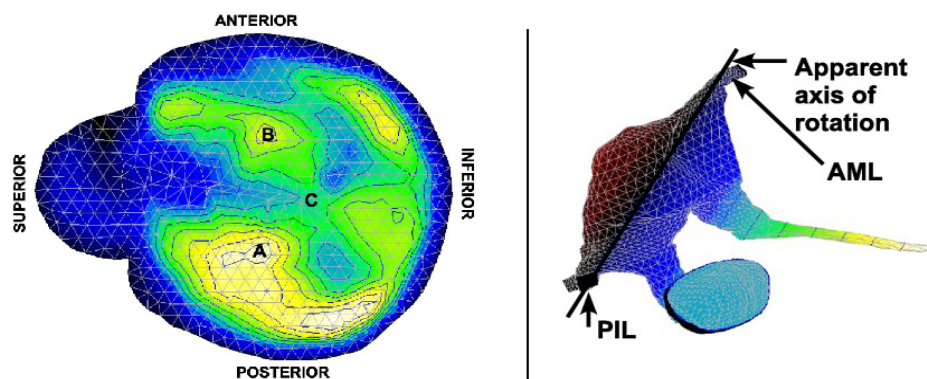 ANTERIOR
SUPERIOR
B
C
A
INFERIOR
POSTERIOR
Apparent
axis of
rotation
AML
PIL